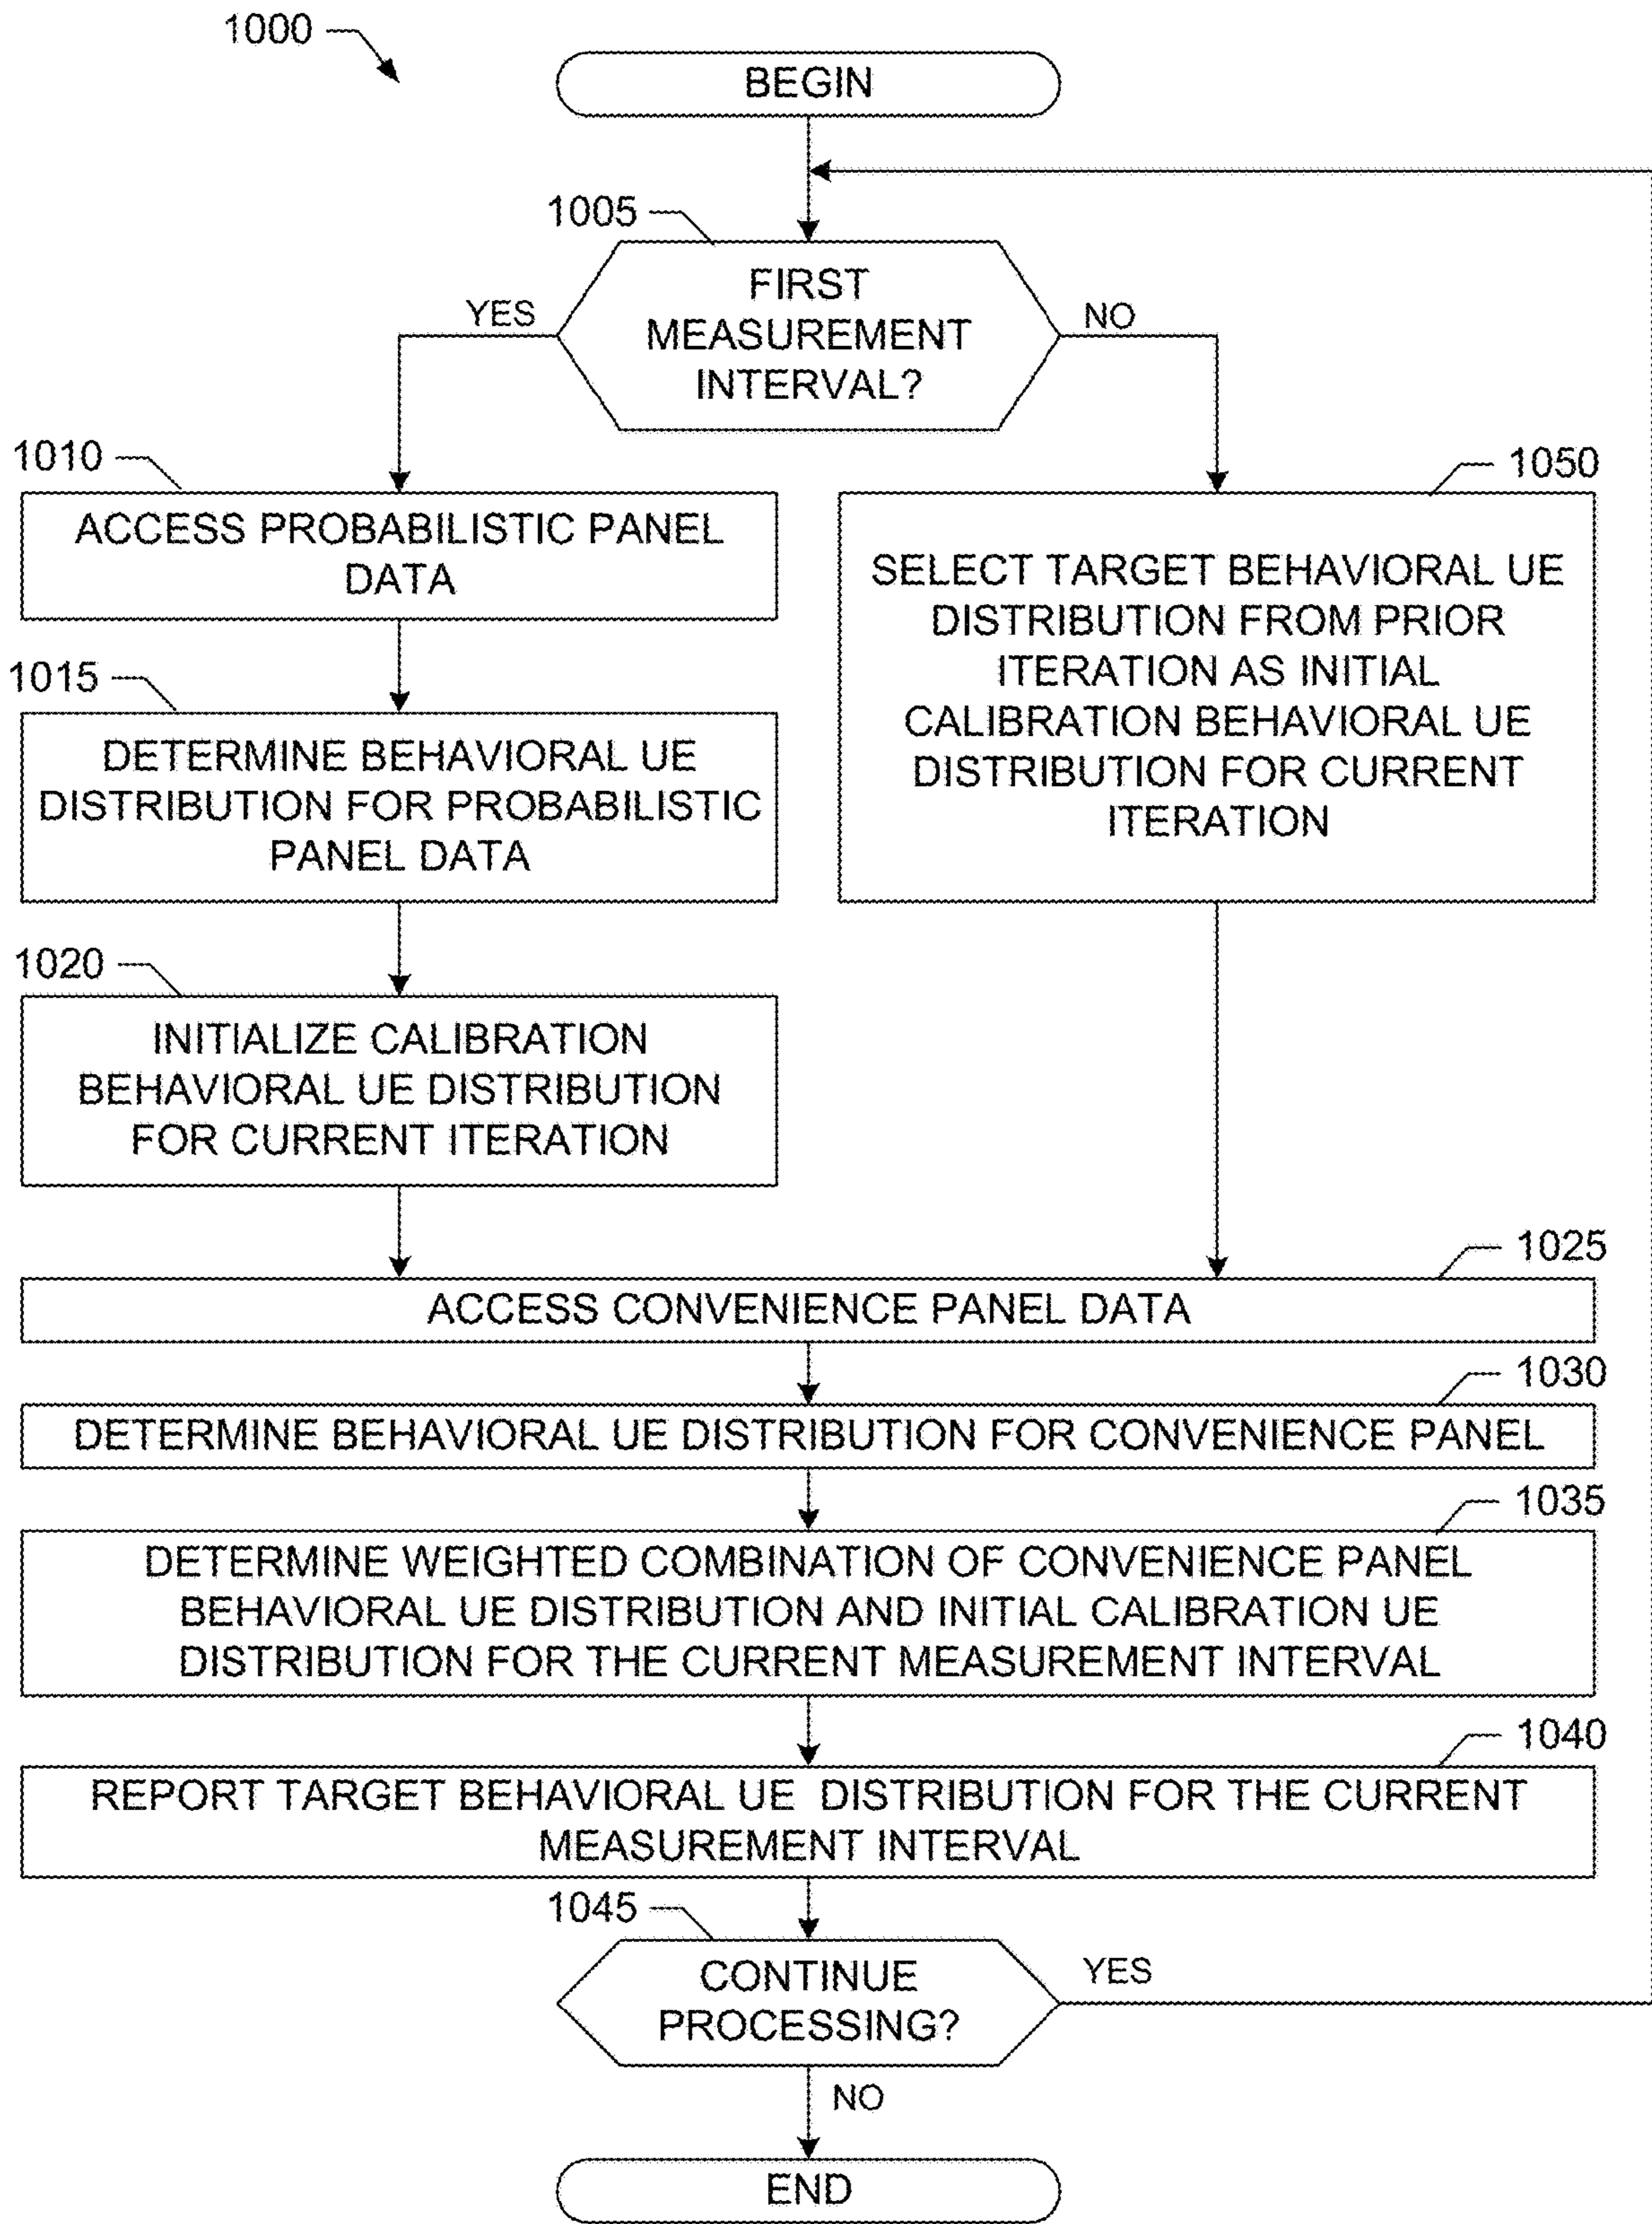 1000
BEGIN
1005
FIRST
MEASUREMENT
INTERVAL?
YES
NO
1010
ACCESS PROBABILISTIC PANEL
DATA
1015
DETERMINE BEHAVIORAL UE
DISTRIBUTION FOR PROBABILISTIC
PANEL DATA
1020
INITIALIZE CALIBRATION
BEHAVIORAL UE DISTRIBUTION
FOR CURRENT ITERATION
1050
SELECT TARGET BEHAVIORAL UE
DISTRIBUTION FROM PRIOR
ITERATION AS INITIAL
CALIBRATION BEHAVIORAL UE
DISTRIBUTION FOR CURRENT
ITERATION
1025
ACCESS CONVENIENCE PANEL DATA
1030
DETERMINE BEHAVIORAL UE DISTRIBUTION FOR CONVENIENCE PANEL
1035
DETERMINE WEIGHTED COMBINATION OF CONVENIENCE PANEL
BEHAVIORAL UE DISTRIBUTION AND INITIAL CALIBRATION UE
DISTRIBUTION FOR THE CURRENT MEASUREMENT INTERVAL
1040
REPORT TARGET BEHAVIORAL UE DISTRIBUTION FOR THE CURRENT
MEASUREMENT INTERVAL
1045
CONTINUE
PROCESSING?
YES
NO
END